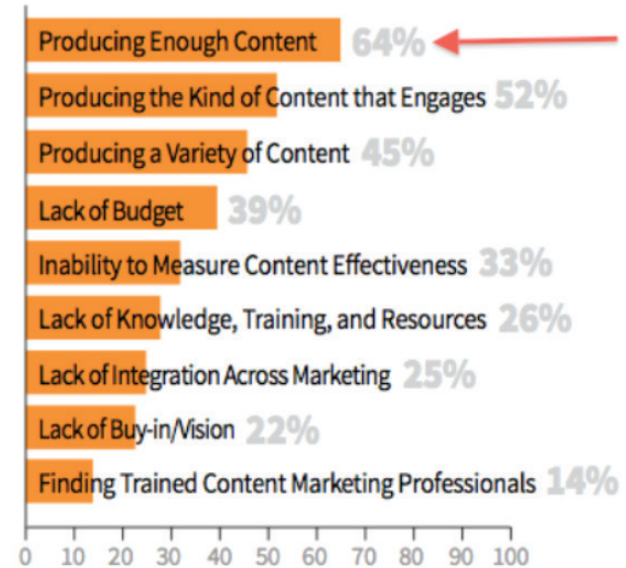 Producing Enough Content 64%
Producing the Kind of Content that Engages 52%
Producing a Variety of Content 45%
Lack of Budget 39%
Inability to Measure Content Effectiveness 33%
Lack of Knowledge, Training, and Resources 26%
Lack of Integration Across Marketing 25%
Lack of Buy-in/Vision 22%
Finding Trained Content Marketing Professionals 14%
0 10 20 30 40 50 60 70 80 90 100